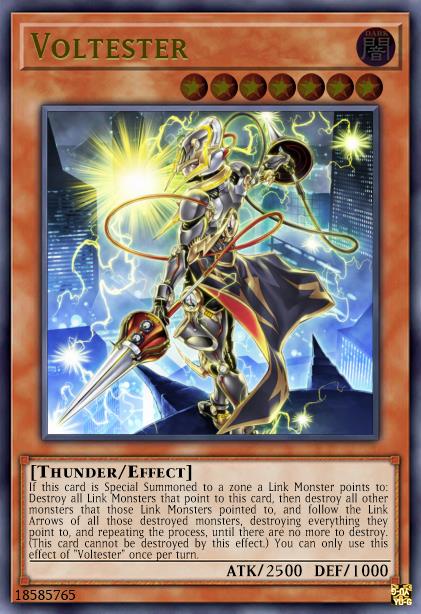 VOLTESTER
DARK
闇
[THUNDER/EFFECT]
If this card is Special Summoned to a zone a Link Monster points to:
Destroy all Link Monsters that point to this card, then destroy all other
monsters that those Link Monsters pointed to, and follow the Link
Arrows of all those destroyed monsters, destroying everything they
point to, and repeating the process, until there are no more to destroy.
(This card cannot be destroyed by this effect.) You can only use this
effect of "Voltester" once per turn.
ATK/2500 DEF/1000
18585765